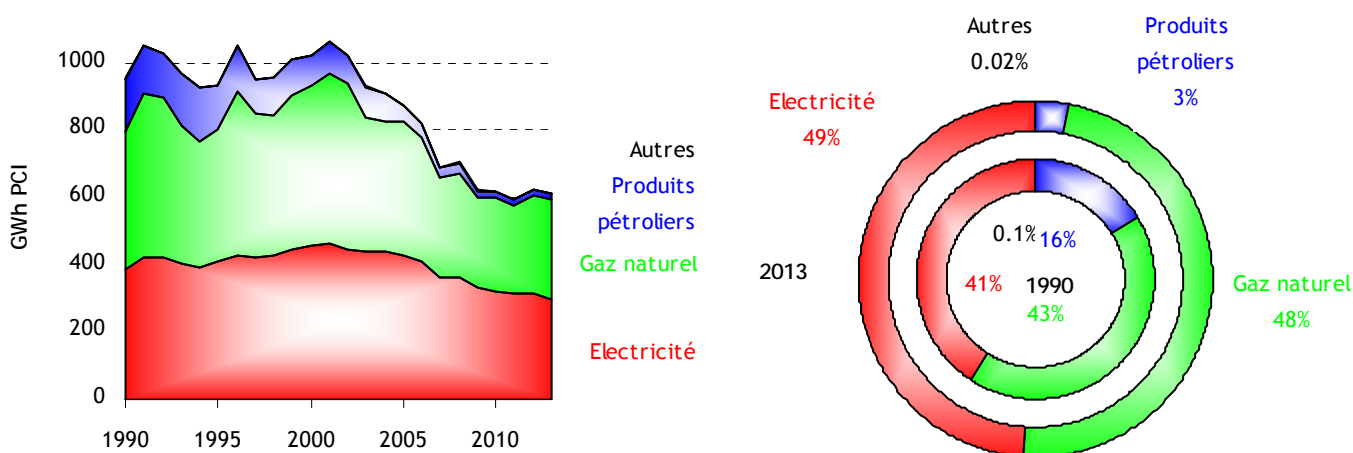 GWh PCI
1000
800
600
400
200
0
1990
1995
2000
2005
2010
Autres
Produits
pétroliers
Gaz naturel
Electricité
Autres
0.02%
Produits
pétroliers
3%
Electricité
49%
2013
0.1%
16%
41%
1990
43%
Gaz naturel
48%